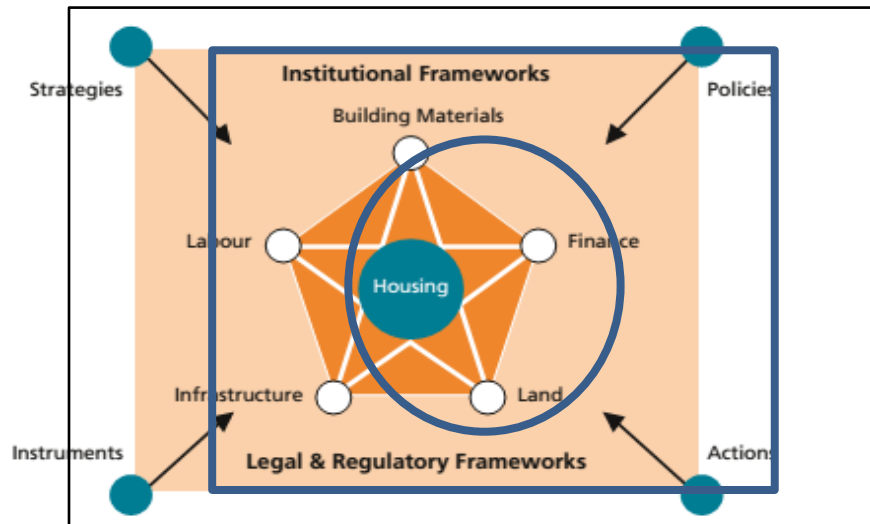 Institutional Frameworks
Strategies
Policies
Building Materials
Labour
Finance
Housing
Infrastructure
Land
Instruments
Legal & Regulatory Frameworks
Actions